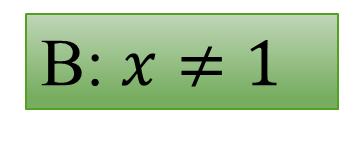 B: 𝑥 ≠ 1